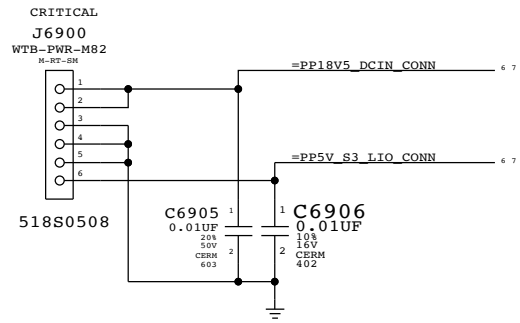 CRITICAL
J6900
WTB-PWR-M82
M-RT-SM
1
2
3
4
5
6
518S0508
=PP18V5_DCIN_CONN
6 7
=PP5V_S3_LIO_CONN
6 7
C6905
0.01UF
20%
50V
CERM
603
1
2
C6906
0.01UF
10%
16V
CERM
402
1
2